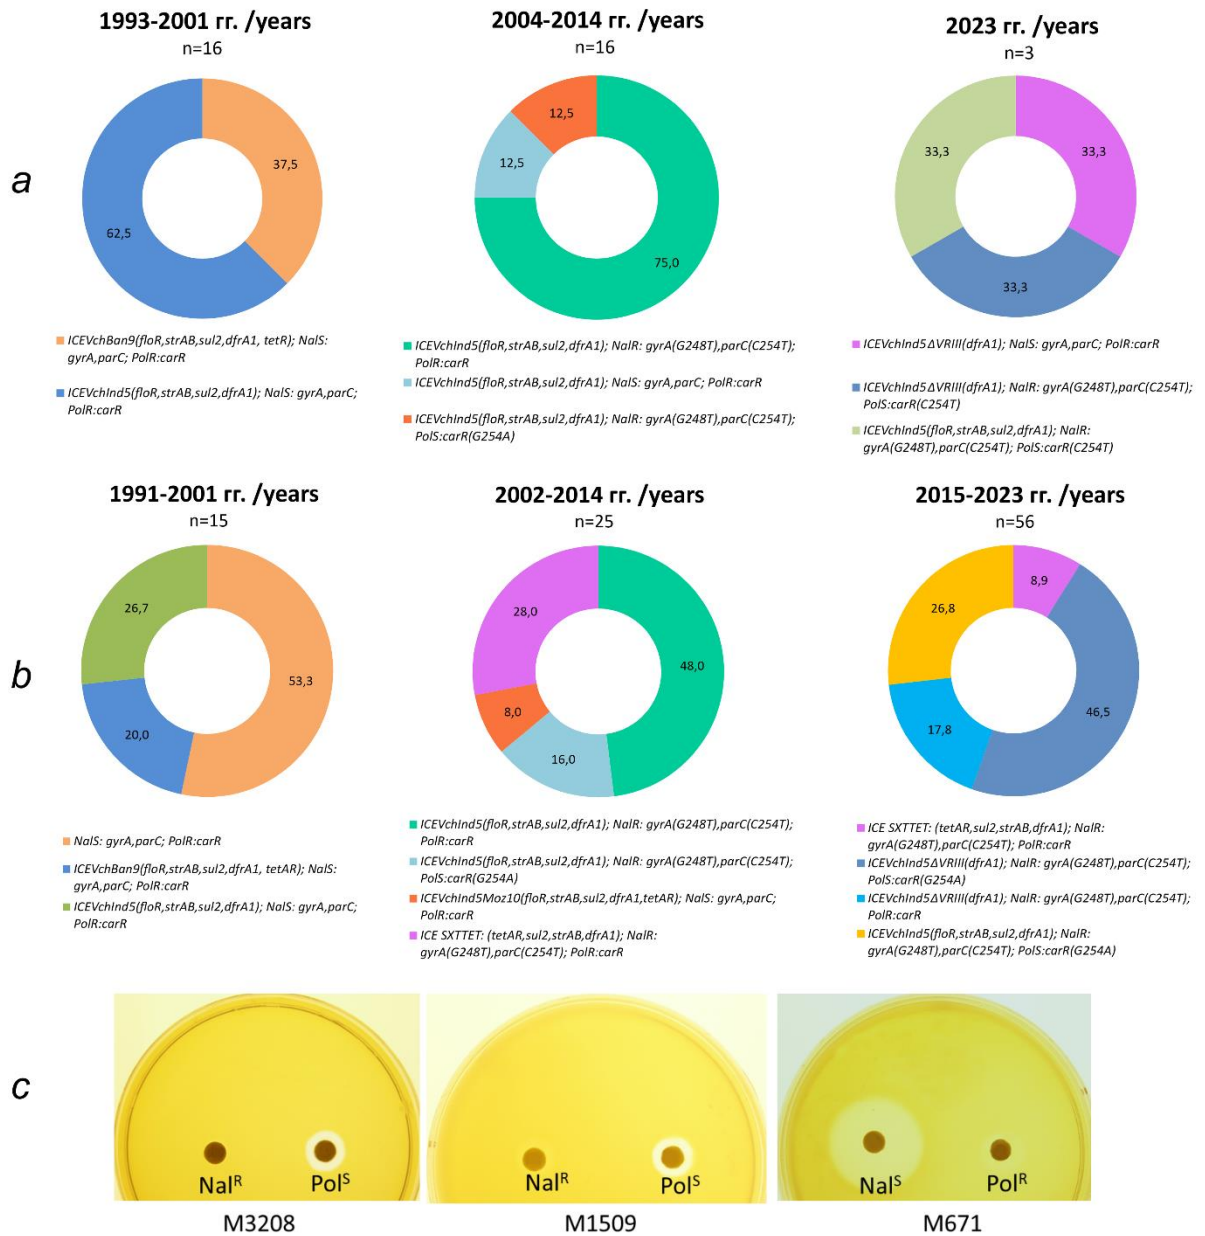 1993-2001 гг. /years
n=16
2004-2014 гг. /years
n=16
2023 гг. /years
n=3
a
37,5
62,5
12,5
12,5
75,0
33,3
33,3
33,3
ICEVchBan9(floR,strAB,sul2,dfrA1, tetR); NalS:
gyrA,parC; PolR:carR
ICEVchInd5(floR,strAB,sul2,dfrA1); NalS: gyrA,parC;
PolR:carR
ICEVchInd5(floR,strAB,sul2,dfrA1); NalR: gyrA(G248T),parC(C254T);
PolR:carR
ICEVchInd5(floR,strAB,sul2,dfrA1); NalS: gyrA,parC; PolR:carR
ICEVchInd5(floR,strAB,sul2,dfrA1); NalR: gyrA(G248T),parC(C254T);
PolS:carR(G254A)
ICEVchInd5ΔVRIII(dfrA1); NalS: gyrA,parC; PolR:carR
ICEVchInd5ΔVRIII(dfrA1); NalR: gyrA(G248T),parC(C254T);
PolS:carR(C254T)
ICEVchInd5(floR,strAB,sul2,dfrA1); NalR:
gyrA(G248T),parC(C254T); PolS:carR(C254T)
1991-2001 гг. /years
n=15
2002-2014 гг. /years
n=25
2015-2023 гг. /years
n=56
b
26,7
53,3
20,0
28,0
48,0
8,0
16,0
8,9
26,8
46,5
17,8
NalS: gyrA,parC; PolR:carR
ICEVchBan9(floR,strAB,sul2,dfrA1, tetAR); NalS:
gyrA,parC; PolR:carR
ICEVchInd5(floR,strAB,sul2,dfrA1); NalS: gyrA,parC;
PolR:carR
ICEVchInd5(floR,strAB,sul2,dfrA1); NalR: gyrA(G248T),parC(C254T);
PolR:carR
ICEVchInd5(floR,strAB,sul2,dfrA1); NalR: gyrA(G248T),parC(C254T);
PolS:carR(G254A)
ICEVchInd5Moz10(floR,strAB,sul2,dfrA1,tetAR); NalS: gyrA,parC;
PolR:carR
ICE SXTTET: (tetAR,sul2,strAB,dfrA1); NalR:
gyrA(G248T),parC(C254T); PolR:carR
ICE SXTTET: (tetAR,sul2,strAB,dfrA1); NalR:
gyrA(G248T),parC(C254T); PolR:carR
ICEVchInd5ΔVRIII(dfrA1); NalR: gyrA(G248T),parC(C254T);
PolS:carR(G254A)
ICEVchInd5ΔVRIII(dfrA1); NalR: gyrA(G248T),parC(C254T);
PolR:carR
ICEVchInd5(floR,strAB,sul2,dfrA1); NalR:
gyrA(G248T),parC(C254T); PolS:carR(G254A)
c
Nal^R Pol^S
Nal^R Pol^S
Nal^S Pol^R
M3208
M1509
M671